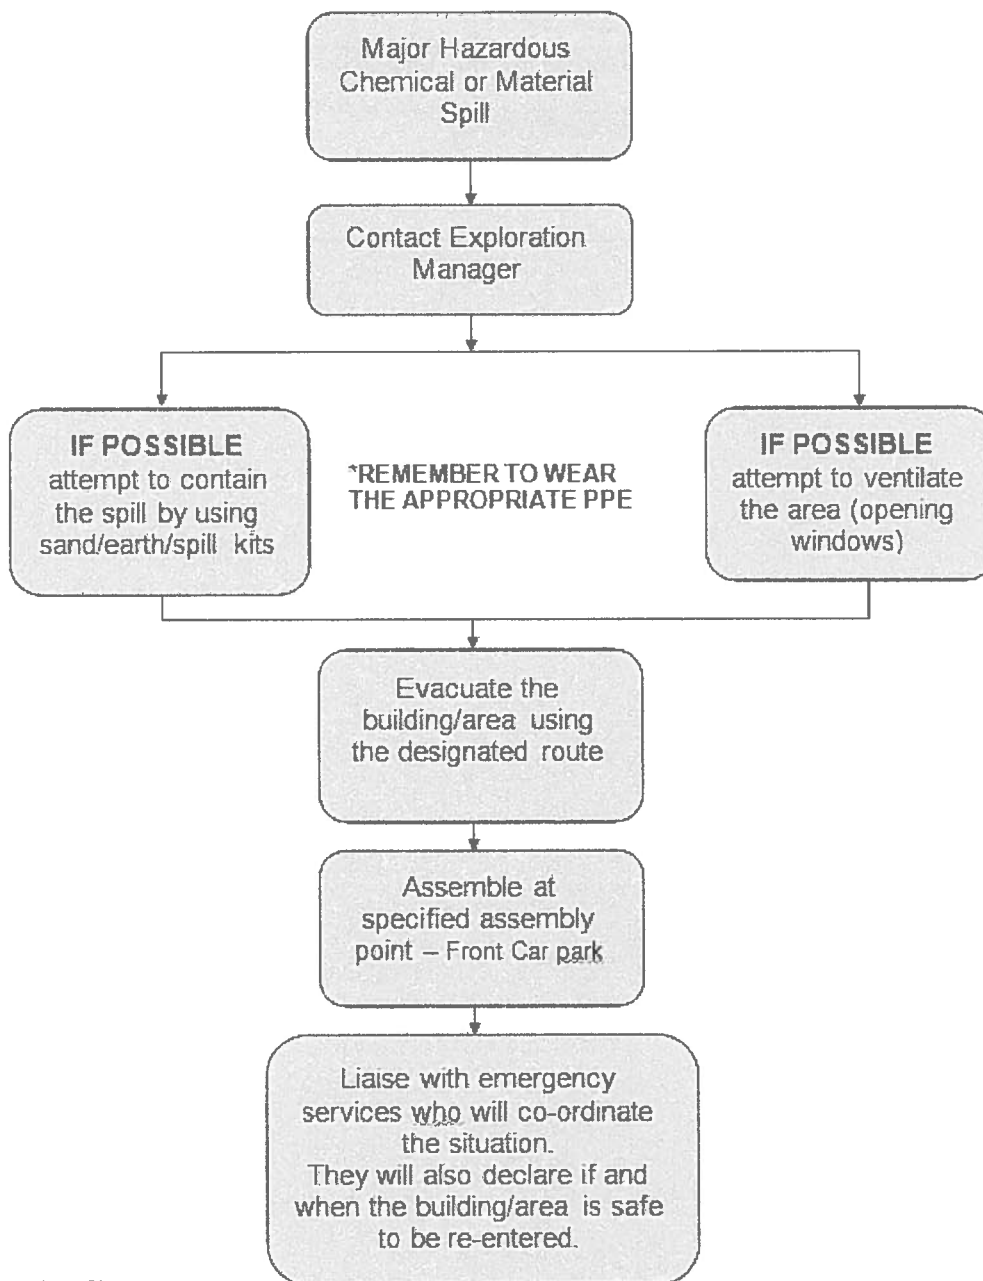 Major Hazardous
Chemical or Material
Spill
Contact Exploration
Manager
IF POSSIBLE
attempt to contain
the spill by using
sand/earth/spill kits
*REMEMBER TO WEAR
THE APPROPRIATE PPE
IF POSSIBLE
attempt to ventilate
the area (opening
windows)
Evacuate the
building/area using
the designated route
Assemble at
specified assembly
point – Front Car park
Liaise with emergency
services who will co-ordinate
the situation.
They will also declare if and
when the building/area is safe
to be re-entered.